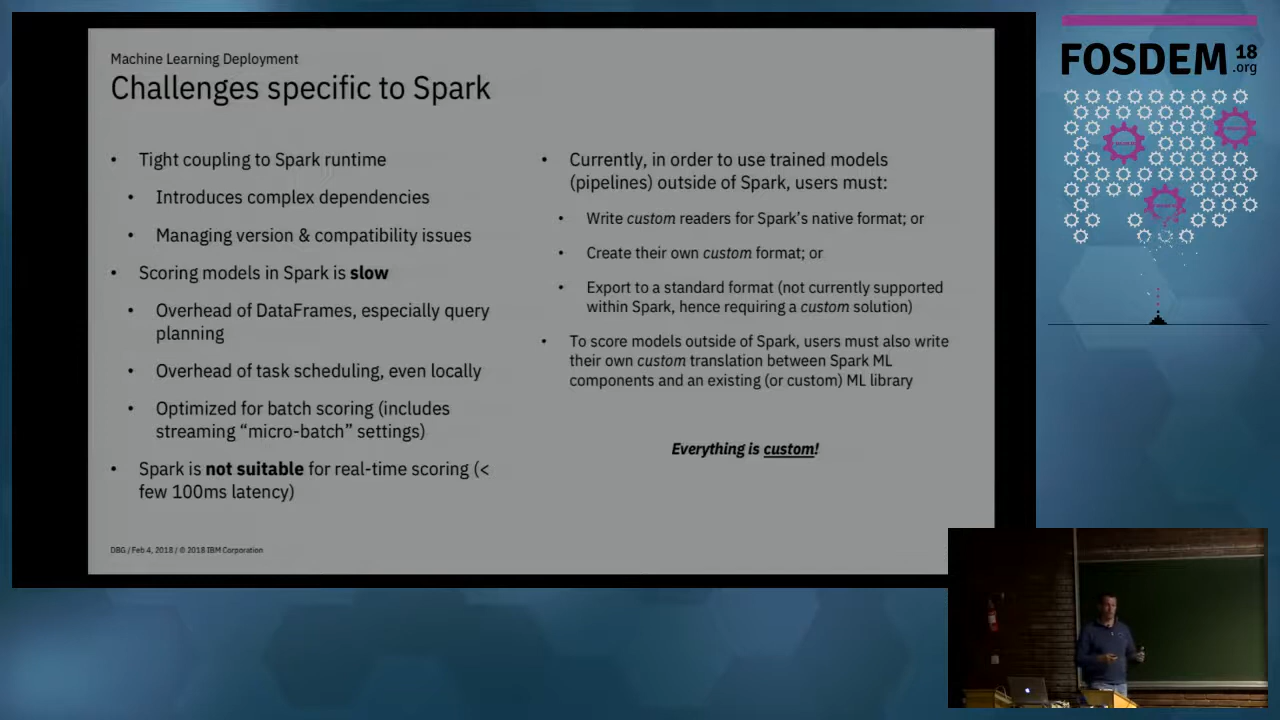 Machine Learning Deployment
Challenges specific to Spark
• Tight coupling to Spark runtime
• Introduces complex dependencies
• Managing version & compatibility issues
• Scoring models in Spark is slow
• Overhead of DataFrames, especially query
planning
• Overhead of task scheduling, even locally
• Optimized for batch scoring (includes
streaming “micro-batch” settings)
• Spark is not suitable for real-time scoring (<
few 100ms latency)
• Currently, in order to use trained models
(pipelines) outside of Spark, users must:
• Write custom readers for Spark’s native format; or
• Create their own custom format; or
• Export to a standard format (not currently supported
within Spark, hence requiring a custom solution)
• To score models outside of Spark, users must also write
their own custom translation between Spark ML
components and an existing (or custom) ML library
Everything is custom!
DBG / Feb 4, 2018 / © 2018 IBM Corporation
FOSDEM 18
.org